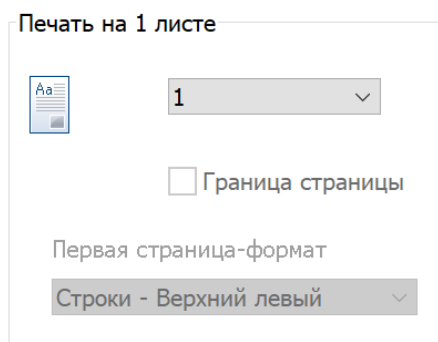 Печать на 1 листе
Aa
1
Граница страницы
Первая страница-формат
Строки - Верхний левый